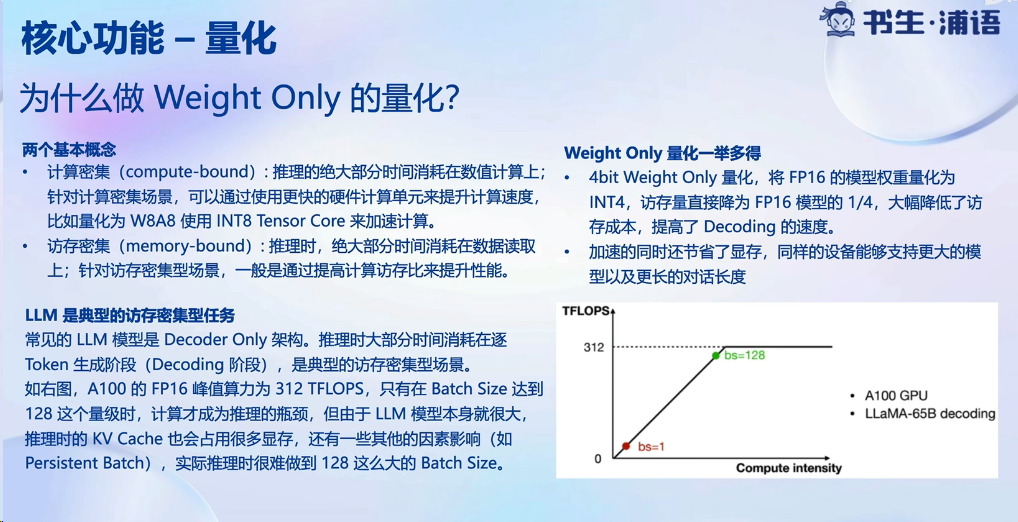 核心功能 – 量化
书生·浦语
为什么做 Weight Only 的量化？
两个基本概念
• 计算密集（compute-bound）: 推理的绝大部分时间消耗在数值计算上；
针对计算密集场景，可以通过使用更快的硬件计算单元来提升计算速度，
比如量化为 W8A8 使用 INT8 Tensor Core 来加速计算。
• 访存密集（memory-bound）: 推理时，绝大部分时间消耗在数据读取
上；针对访存密集型场景，一般是通过提高计算访存比来提升性能。
LLM 是典型的访存密集型任务
常见的 LLM 模型是 Decoder Only 架构。推理时大部分时间消耗在逐
Token 生成阶段（Decoding 阶段），是典型的访存密集型场景。
如右图，A100 的 FP16 峰值算力为 312 TFLOPS，只有在 Batch Size 达到
128 这个量级时，计算才成为推理的瓶颈，但由于 LLM 模型本身就很大，
推理时的 KV Cache 也会占用很多显存，还有一些其他的因素影响（如
Persistent Batch），实际推理时很难做到 128 这么大的 Batch Size。
Weight Only 量化一举多得
• 4bit Weight Only 量化，将 FP16 的模型权重量化为
INT4，访存量直接降为 FP16 模型的 1/4，大幅降低了访
存成本，提高了 Decoding 的速度。
• 加速的同时还节省了显存，同样的设备能够支持更大的模
型以及更长的对话长度
TFLOPS
312
bs=128
• A100 GPU
• LLaMA-65B decoding
bs=1
0
Compute intensity